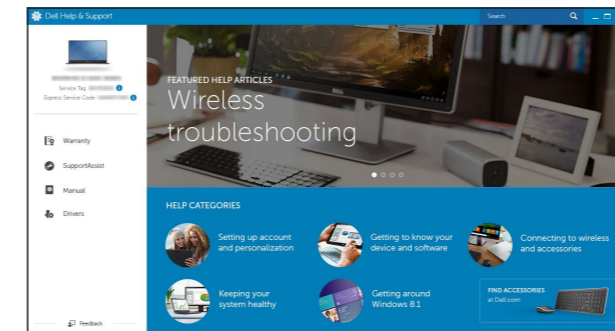 Dell Help & Support
Search
Service Tag:
Express Service Code:
Warranty
SupportAssist
Manual
Drivers
Feedback
FEATURED HELP ARTICLES
Wireless
troubleshooting
HELP CATEGORIES
Setting up account
and personalization
Getting to know your
device and software
Connecting to wireless
and accessories
Keeping your
system healthy
Getting around
Windows 8.1
FIND ACCESSORIES
at Dell.com